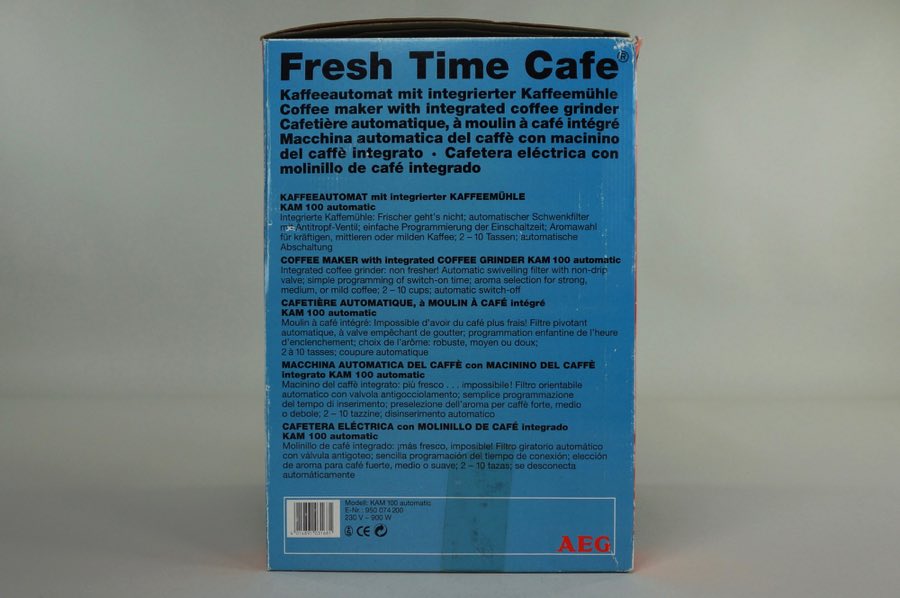 Fresh Time Cafe®
Kaffeeautomat mit integrierter Kaffeemühle
Coffee maker with integrated coffee grinder
Cafetière automatique, à moulin à café intégré
Macchina automatica del caffè con macinino
del caffè integrato · Cafetera eléctrica con
molinillo de café integrado
KAFFEEAUTOMAT mit integrierter KAFFEEMÜHLE
KAM 100 automatic
Integrierte Kaffemühle: Frischer geht's nicht; automatischer Schwenkfilter
mit Antitropf-Ventil; einfache Programmierung der Einschaltzeit; Aromawahl
für kräftigen, mittleren oder milden Kaffee; 2 – 10 Tassen; automatische
Abschaltung
COFFEE MAKER with integrated COFFEE GRINDER KAM 100 automatic
Integrated coffee grinder: non fresher! Automatic swivelling filter with non-drip
valve; simple programming of switch-on time; aroma selection for strong,
medium, or mild coffee; 2 – 10 cups; automatic switch-off
CAFETIÈRE AUTOMATIQUE, à MOULIN À CAFÉ intégré
KAM 100 automatic
Moulin à café intégré: Impossible d'avoir du café plus frais! Filtre pivotant
automatique, à valve empêchant de goutter; programmation enfantine de l'heure
d'enclenchement; choix de l'arôme: robuste, moyen ou doux;
2 à 10 tasses; coupure automatique
MACCHINA AUTOMATICA DEL CAFFÈ con MACININO DEL CAFFÈ
integrato KAM 100 automatic
Macinino del caffè integrato: più fresco . . . impossibile! Filtro orientabile
automatico con valvola antigocciolamento; semplice programmazione
del tempo di inserimento; preselezione dell'aroma per caffè forte, medio
o debole; 2 – 10 tazzine; disinserimento automatico
CAFETERA ELÉCTRICA con MOLINILLO DE CAFÉ integrado
KAM 100 automatic
Molinillo de café integrado: ¡más fresco, imposible! Filtro giratorio automático
con válvula antigoteo; sencilla programación del tiempo de conexión; elección
de aroma para café fuerte, medio o suave; 2 – 10 tazas; se desconecta
automáticamente
Modell: KAM 100 automatic
E-Nr.: 950 074 200
230 V ~ 900 W
CE
AEG